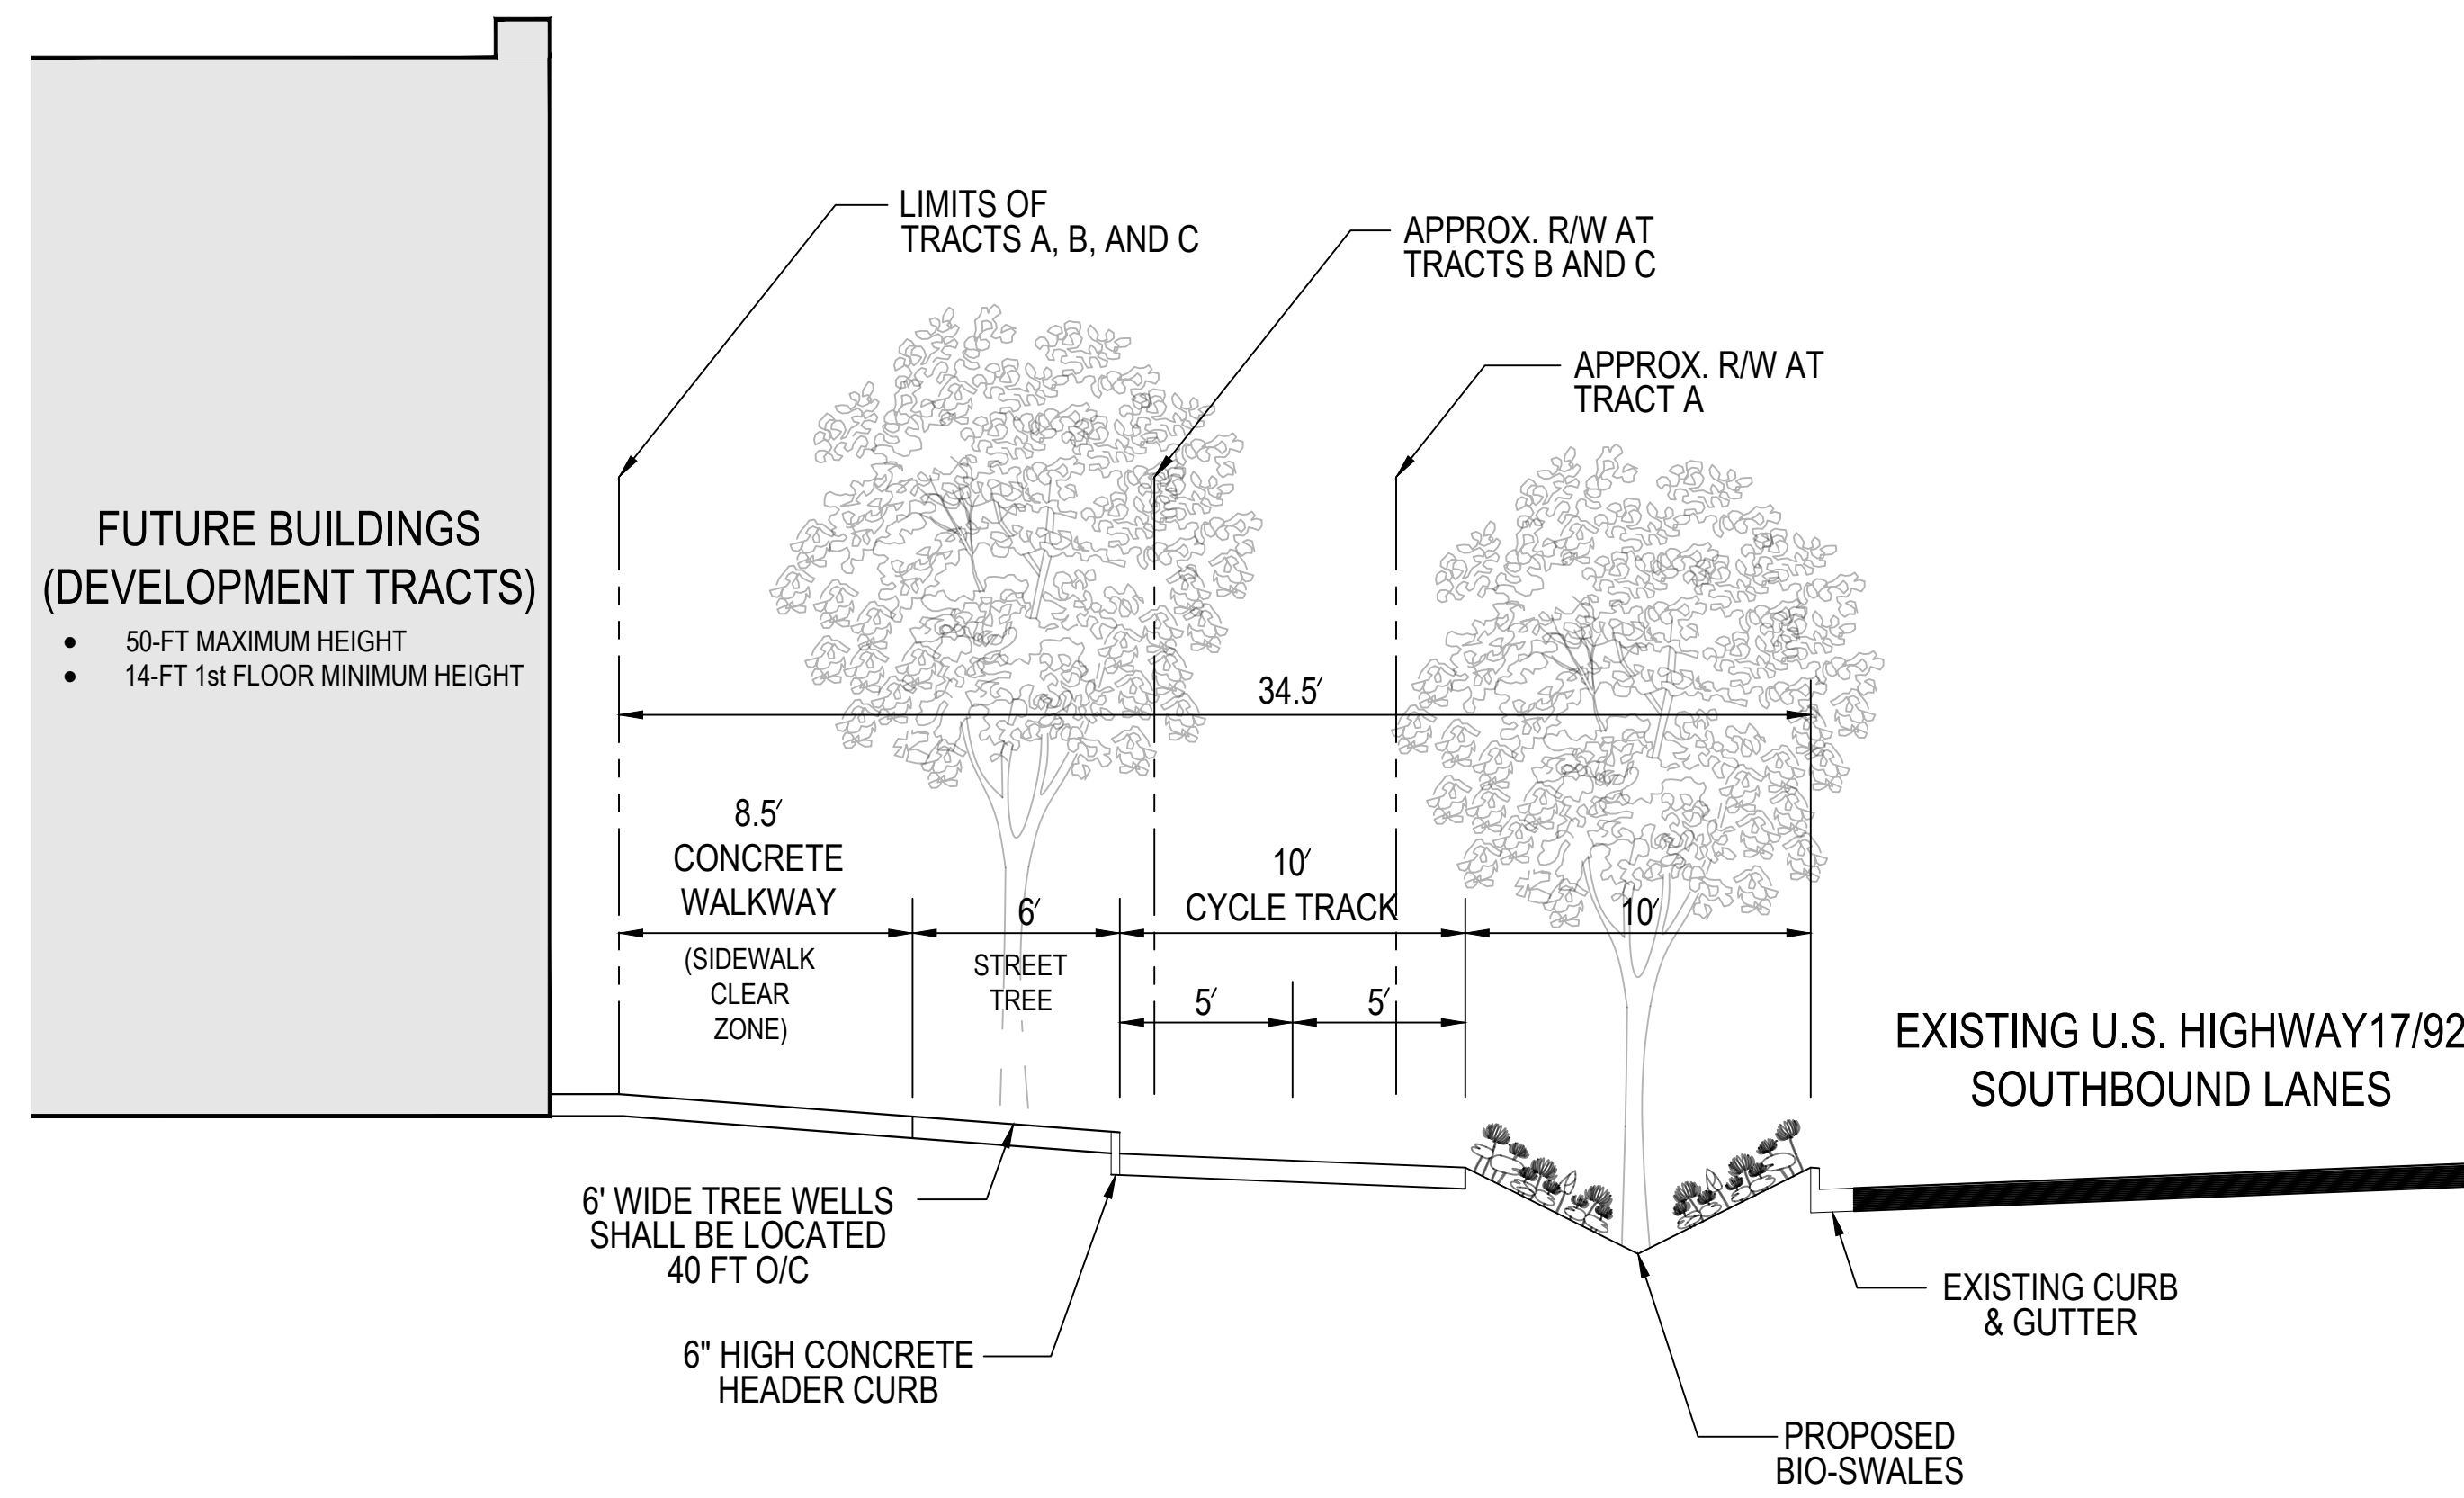 LIMITS OF
TRACTS A, B, AND C
APPROX. R/W AT
TRACTS B AND C
APPROX. R/W AT
TRACT A
FUTURE BUILDINGS
(DEVELOPMENT TRACTS)
• 50-FT MAXIMUM HEIGHT
• 14-FT 1st FLOOR MINIMUM HEIGHT
34.5′
8.5′
CONCRETE
WALKWAY
(SIDEWALK
CLEAR
ZONE)
6′
STREET
TREE
10′
CYCLE TRACK
5′
5′
10′
EXISTING U.S. HIGHWAY17/92
SOUTHBOUND LANES
6' WIDE TREE WELLS
SHALL BE LOCATED
40 FT O/C
6" HIGH CONCRETE
HEADER CURB
EXISTING CURB
& GUTTER
PROPOSED
BIO-SWALES